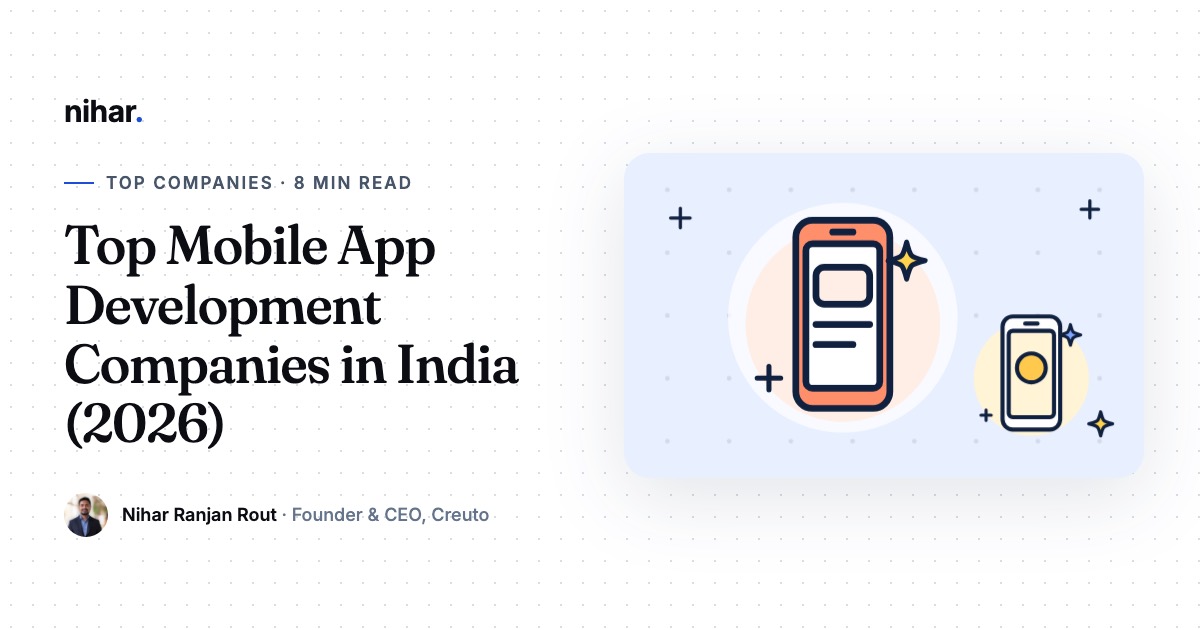 nihar.
TOP COMPANIES · 8 MIN READ
Top Mobile App
Development
Companies in India
(2026)
Nihar Ranjan Rout · Founder & CEO, Creuto